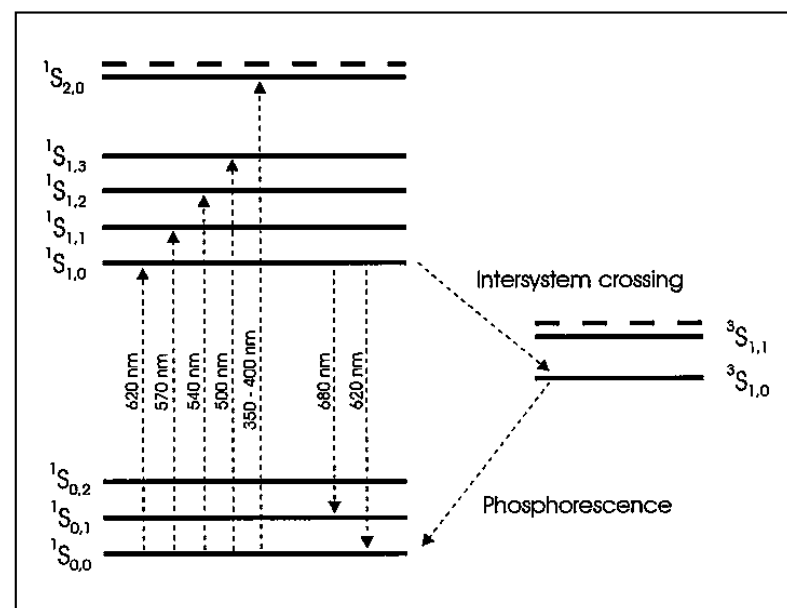 ¹S₂,₀
¹S₁,₃
¹S₁,₂
¹S₁,₁
¹S₁,₀
Intersystem crossing
³S₁,₁
³S₁,₀
620 nm
570 nm
540 nm
500 nm
350 - 400 nm
680 nm
620 nm
¹S₀,₂
¹S₀,₁
¹S₀,₀
Phosphorescence